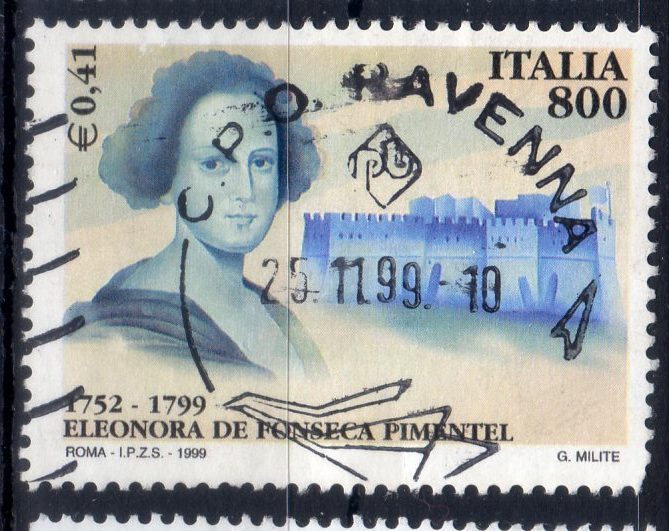 € 0,41
ITALIA
800
C.P.O. RAVENNA
25.11.99.-10
1752 - 1799
ELEONORA DE FONSECA PIMENTEL
ROMA - I.P.Z.S. - 1999
G. MILITE